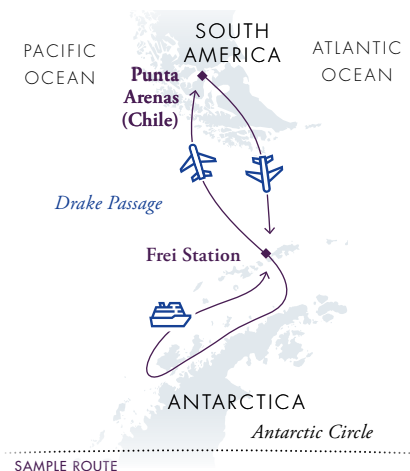 SOUTH
AMERICA
PACIFIC
OCEAN
ATLANTIC
OCEAN
Punta
Arenas
(Chile)
Drake Passage
Frei Station
ANTARCTICA
Antarctic Circle
SAMPLE ROUTE